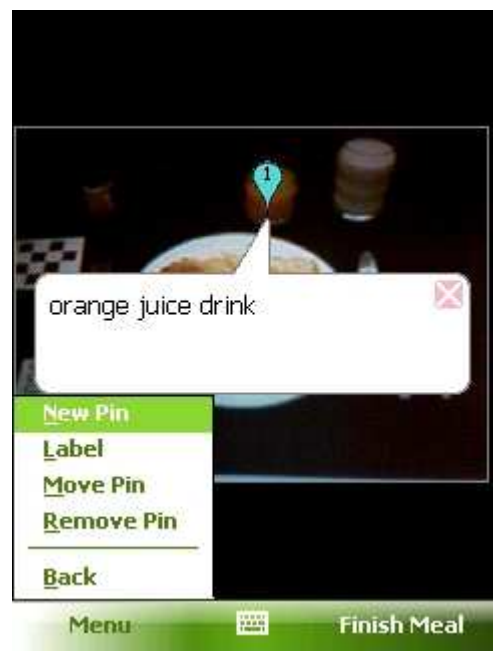 1
orange juice drink
New Pin
Label
Move Pin
Remove Pin
Back
Menu
Finish Meal